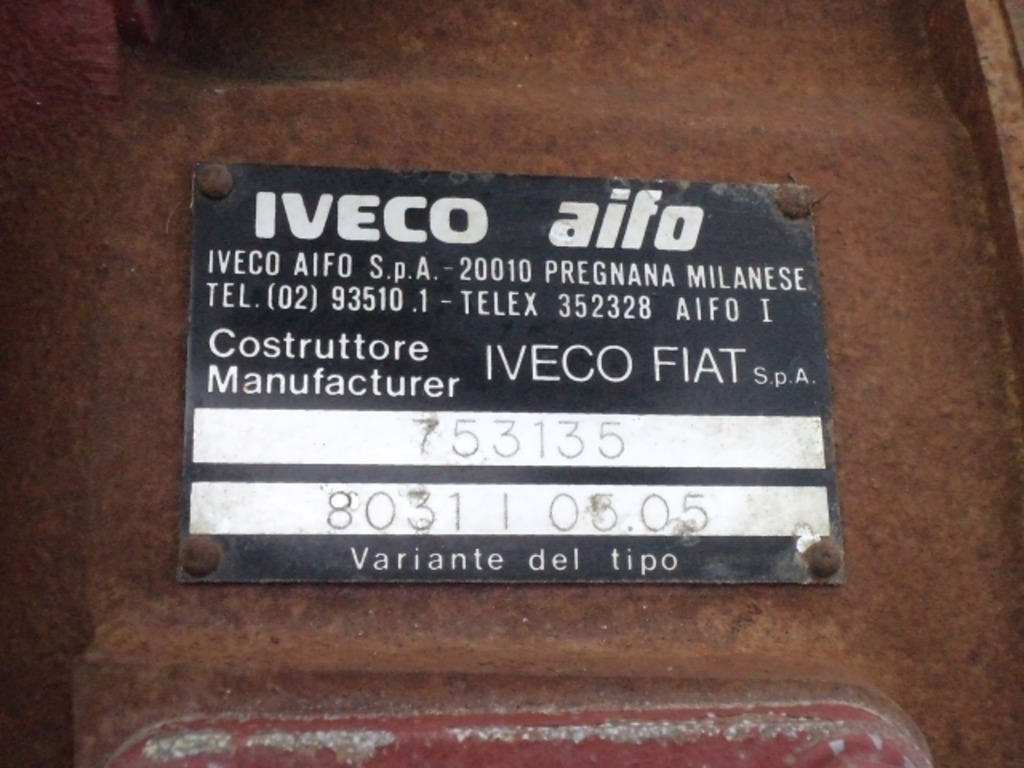 IVECO aifo
IVECO AIFO S.p.A.-20010 PREGNANA MILANESE
TEL.(02) 93510.1 - TELEX 352328 AIFO I
Costruttore
Manufacturer IVECO FIAT S.p.A.
753135
8031 I 06.05
Variante del tipo